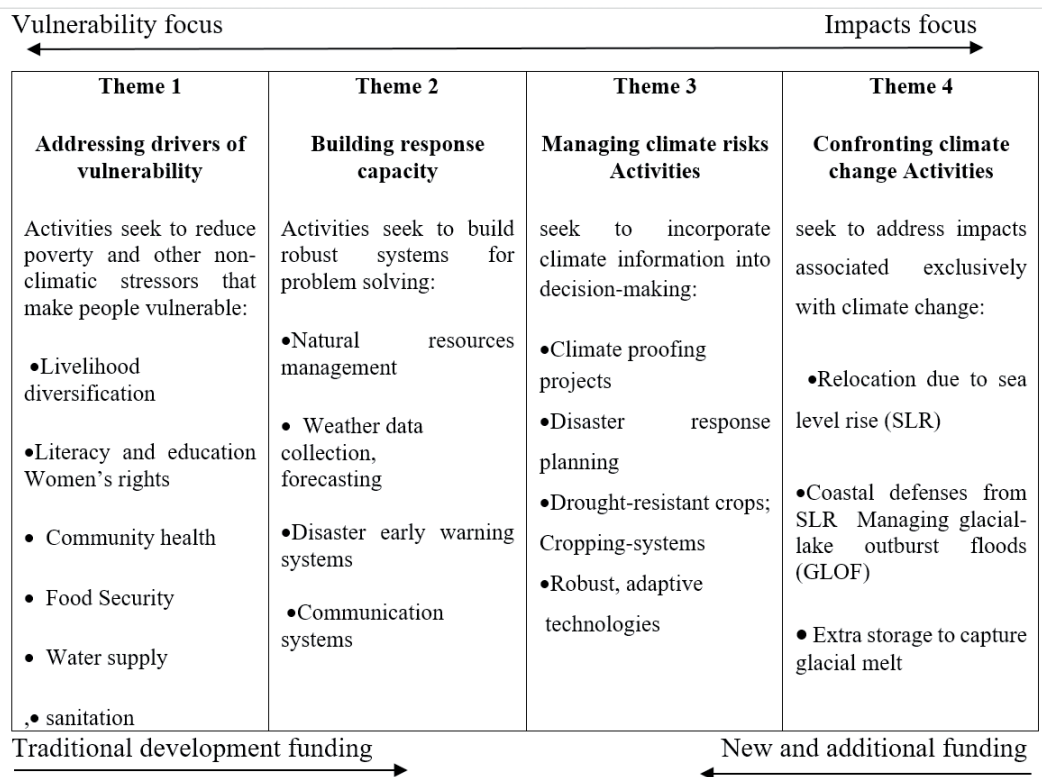 Vulnerability focus
Impacts focus
Theme 1
Addressing drivers of
vulnerability
Activities seek to reduce
poverty and other non-
climatic stressors that
make people vulnerable:
•Livelihood
diversification
•Literacy and education
Women’s rights
• Community health
• Food Security
• Water supply
,• sanitation
Theme 2
Building response
capacity
Activities seek to build
robust systems for
problem solving:
•Natural resources
management
• Weather data
collection,
forecasting
•Disaster early warning
systems
•Communication
systems
Theme 3
Managing climate risks
Activities
seek to incorporate
climate information into
decision-making:
•Climate proofing
projects
•Disaster response
planning
•Drought-resistant crops;
Cropping-systems
•Robust, adaptive
technologies
Theme 4
Confronting climate
change Activities
seek to address impacts
associated exclusively
with climate change:
•Relocation due to sea
level rise (SLR)
•Coastal defenses from
SLR Managing glacial-
lake outburst floods
(GLOF)
• Extra storage to capture
glacial melt
Traditional development funding
New and additional funding